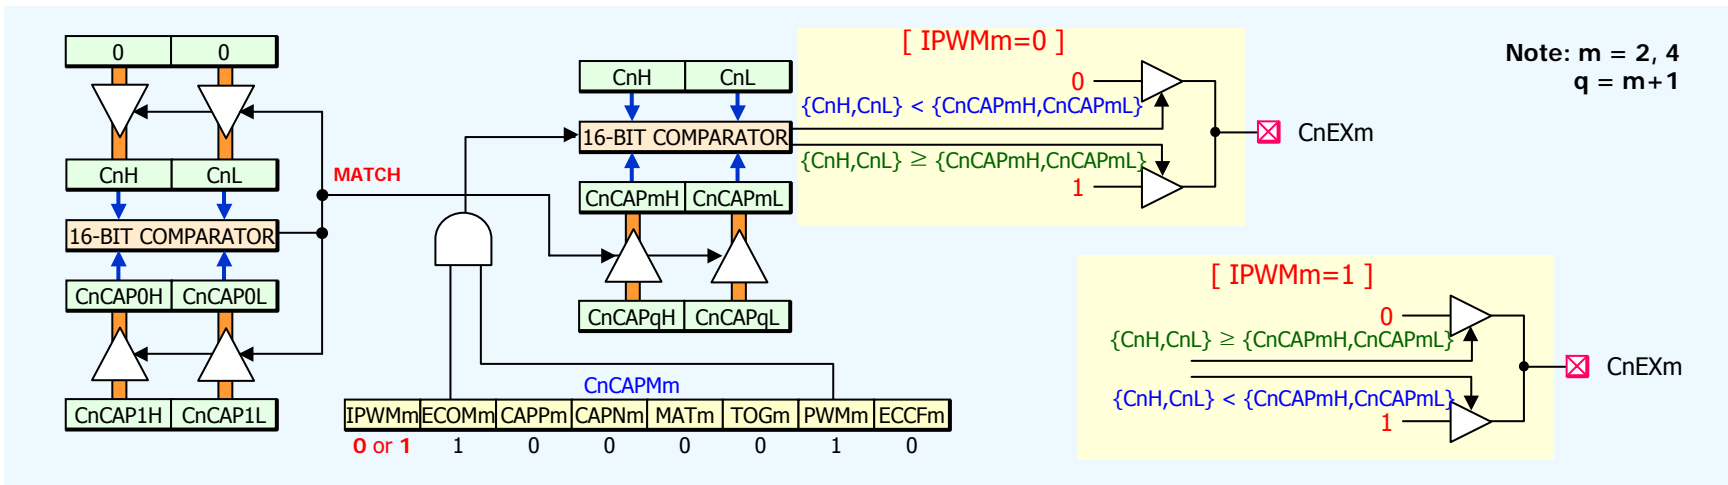 0 0
CnH CnL
16-BIT COMPARATOR
CnCAP0H CnCAP0L
CnCAP1H CnCAP1L
MATCH
CnH CnL
16-BIT COMPARATOR
CnCAPmH CnCAPmL
CnCAPqH CnCAPqL
CnCAPMm
IPWMm ECOMm CAPPm CAPNm MATm TOGm PWMm ECCFm
0 or 1 1 0 0 0 0 1 0
[ IPWMm=0 ]
0
{CnH,CnL} < {CnCAPmH,CnCAPmL}
{CnH,CnL} ≥ {CnCAPmH,CnCAPmL}
1
CnEXm
[ IPWMm=1 ]
0
{CnH,CnL} ≥ {CnCAPmH,CnCAPmL}
{CnH,CnL} < {CnCAPmH,CnCAPmL}
1
CnEXm
Note: m = 2, 4
q = m+1